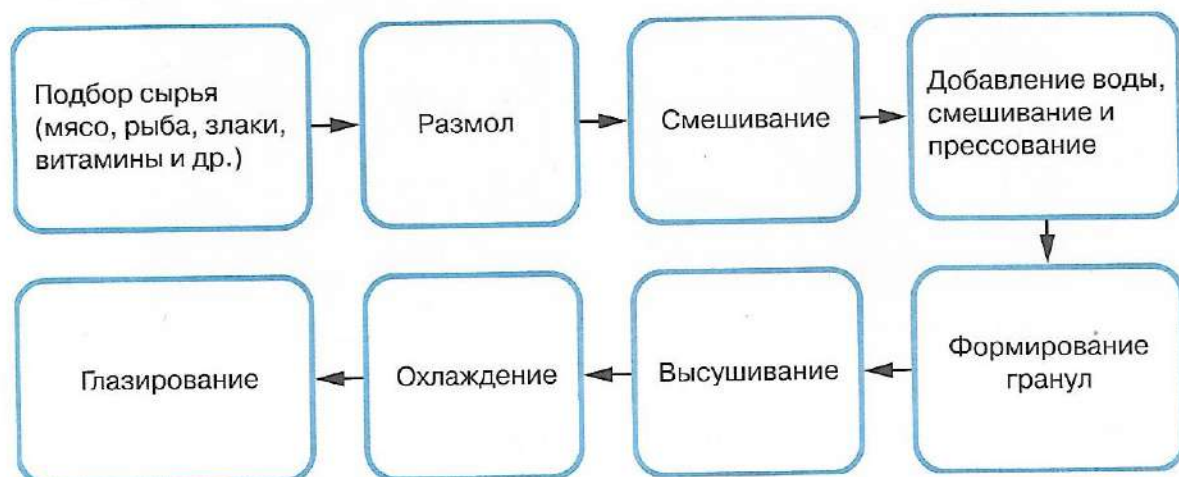 Подбор сырья
(мясо, рыба, злаки,
витамины и др.)
Размол
Смешивание
Добавление воды,
смешивание и
прессование
Формирование
гранул
Высушивание
Охлаждение
Глазирование